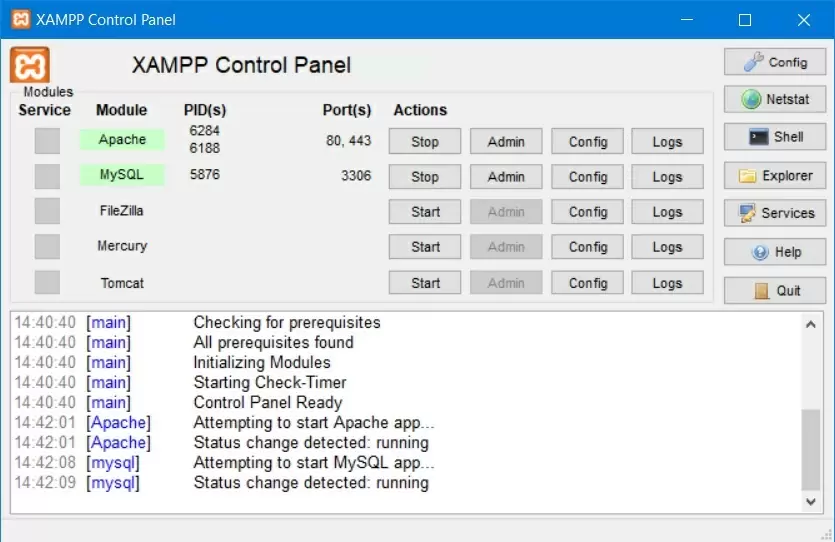 XAMPP Control Panel
XAMPP Control Panel
Config
Modules
Service Module PID(s) Port(s) Actions
Netstat
Apache 6284 80, 443 Stop Admin Config Logs
6188
Shell
MySQL 5876 3306 Stop Admin Config Logs
Explorer
FileZilla Start Admin Config Logs
Services
Mercury Start Admin Config Logs
Help
Tomcat Start Admin Config Logs
Quit
14:40:40 [main] Checking for prerequisites
14:40:40 [main] All prerequisites found
14:40:40 [main] Initializing Modules
14:40:40 [main] Starting Check-Timer
14:40:40 [main] Control Panel Ready
14:42:01 [Apache] Attempting to start Apache app...
14:42:01 [Apache] Status change detected: running
14:42:08 [mysql] Attempting to start MySQL app...
14:42:09 [mysql] Status change detected: running